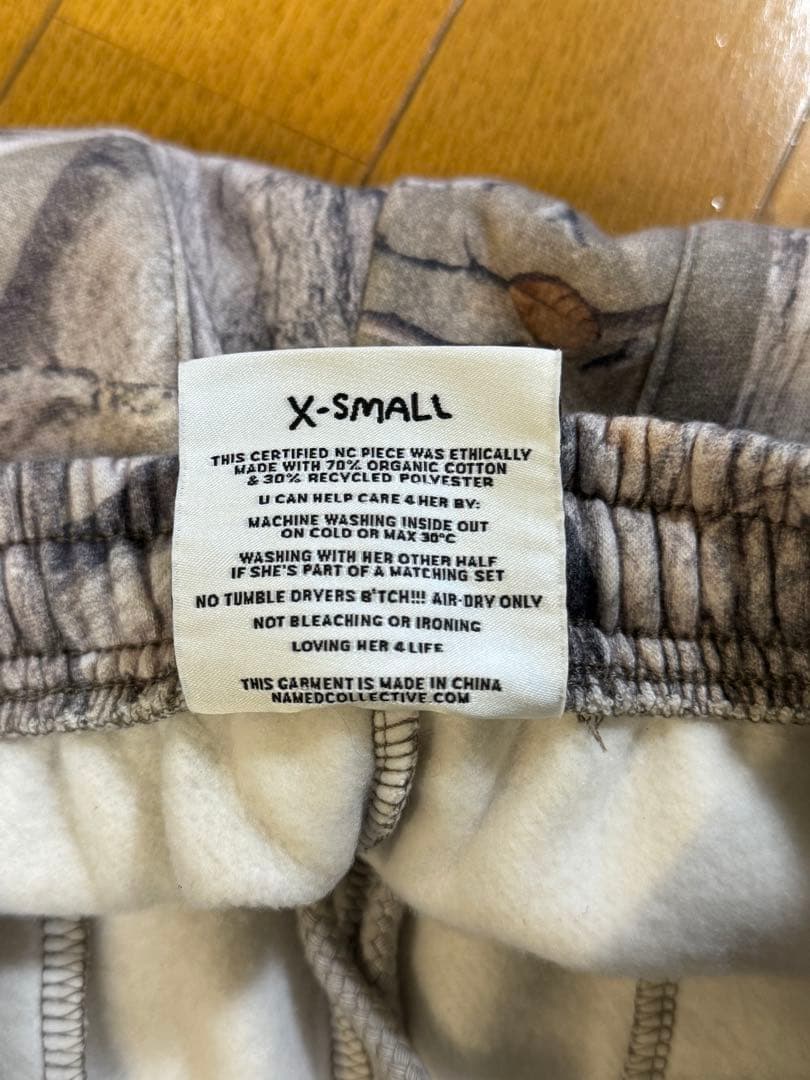 X-SMALL
THIS CERTIFIED NC PIECE WAS ETHICALLY
MADE WITH 70% ORGANIC COTTON
& 30% RECYCLED POLYESTER
U CAN HELP CARE 4 HER BY:
MACHINE WASHING INSIDE OUT
ON COLD OR MAX 30°C
WASHING WITH HER OTHER HALF
IF SHE'S PART OF A MATCHING SET
NO TUMBLE DRYERS B*TCH!!! AIR-DRY ONLY
NOT BLEACHING OR IRONING
LOVING HER 4 LIFE
THIS GARMENT IS MADE IN CHINA
NAMEDCOLLECTIVE.COM